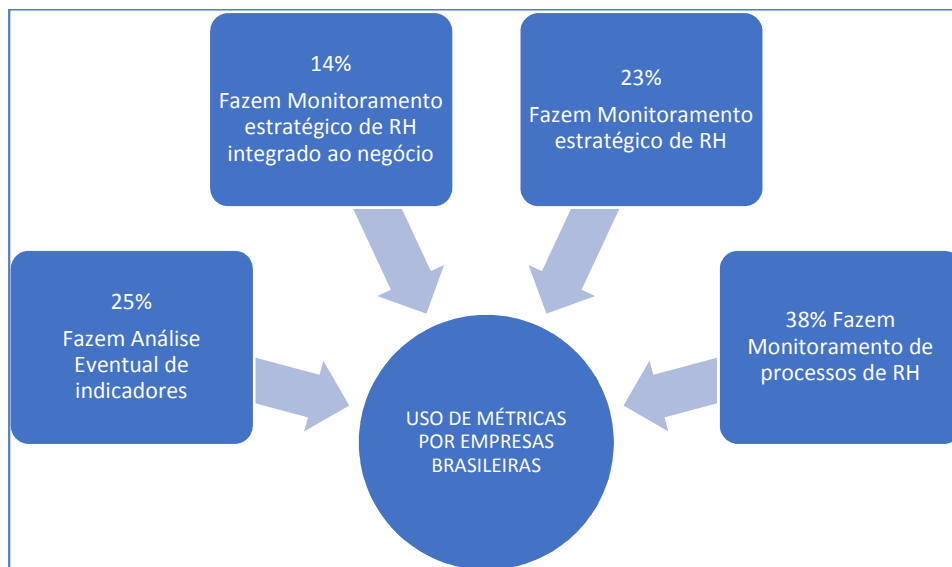 14%
Fazem Monitoramento
estratégico de RH
integrado ao negócio
23%
Fazem Monitoramento
estratégico de RH
25%
Fazem Análise
Eventual de
indicadores
38% Fazem
Monitoramento de
processos de RH
USO DE MÉTRICAS
POR EMPRESAS
BRASILEIRAS